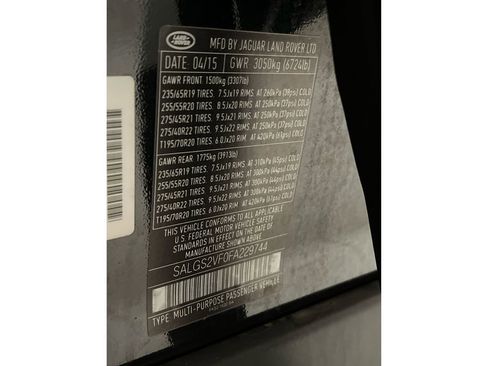 LAND ROVER
MFD BY JAGUAR LAND ROVER LTD
DATE 04/15 GWR 3050kg (6724lb)
GAWR FRONT 1500kg (3307lb)
235/65R19 TIRES. 7.5Jx19 RIMS. AT 260kPa (38psi) COLD
255/55R20 TIRES. 8.5Jx20 RIMS. AT 250kPa (37psi) COLD
275/45R21 TIRES. 9.5Jx21 RIMS. AT 250kPa (37psi) COLD
275/40R22 TIRES. 9.5Jx22 RIMS. AT 250kPa (37psi) COLD
T195/70R20 TIRES 6.0Jx20 RIM AT 420kPa (61psi) COLD
GAWR REAR 1775kg (3913lb)
235/65R19 TIRES. 7.5Jx19 RIMS. AT 310kPa (45psi) COLD
255/55R20 TIRES. 8.5Jx20 RIMS. AT 300kPa (44psi) COLD
275/45R21 TIRES. 9.5Jx21 RIMS. AT 300kPa (44psi) COLD
275/40R22 TIRES. 9.5Jx22 RIMS. AT 300kPa (44psi) COLD
T195/70R20 TIRES 6.0Jx20 RIM AT 420kPa (61psi) COLD
THIS VEHICLE CONFORMS TO ALL APPLICABLE
U.S. FEDERAL MOTOR VEHICLE SAFETY
STANDARDS IN EFFECT ON THE DATE OF
MANUFACTURE SHOWN ABOVE
SALGS2VF0FA229744
TYPE: MULTI-PURPOSE PASSENGER VEHICLE